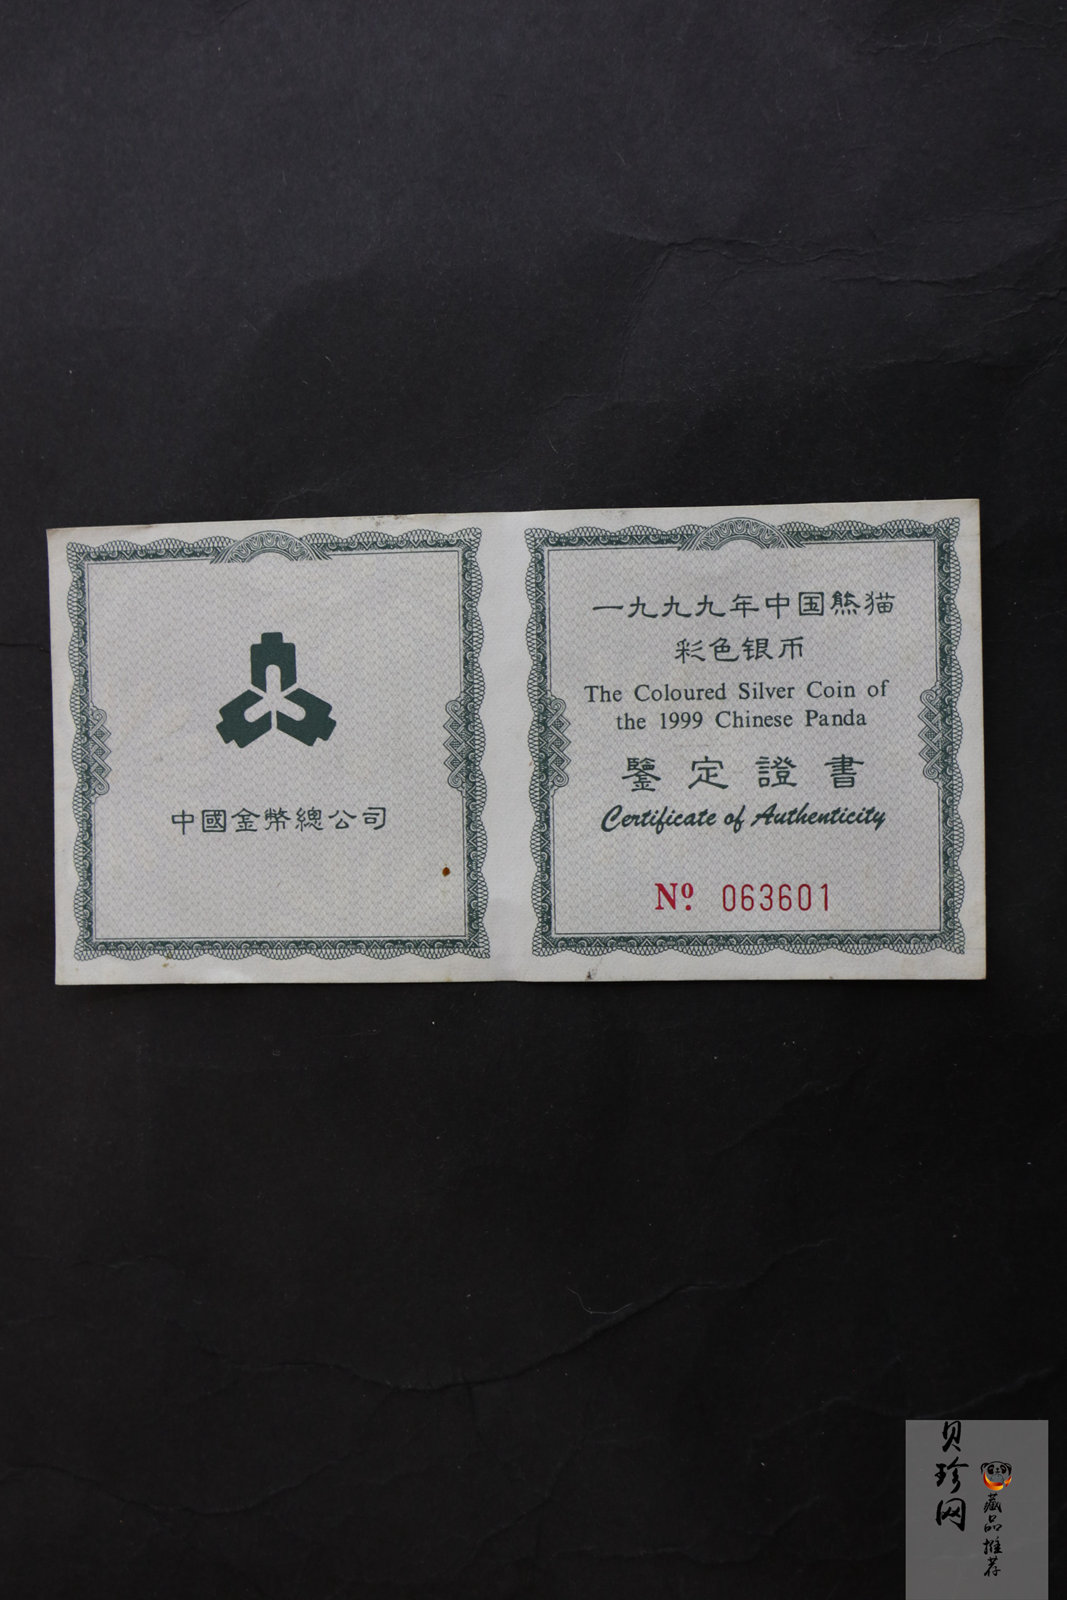 中國金幣總公司
一九九九年中国熊猫
彩色银币
The Coloured Silver Coin of
the 1999 Chinese Panda
鑒定證書
Certificate of Authenticity
Nº. 063601
贝珍网
藏品推荐